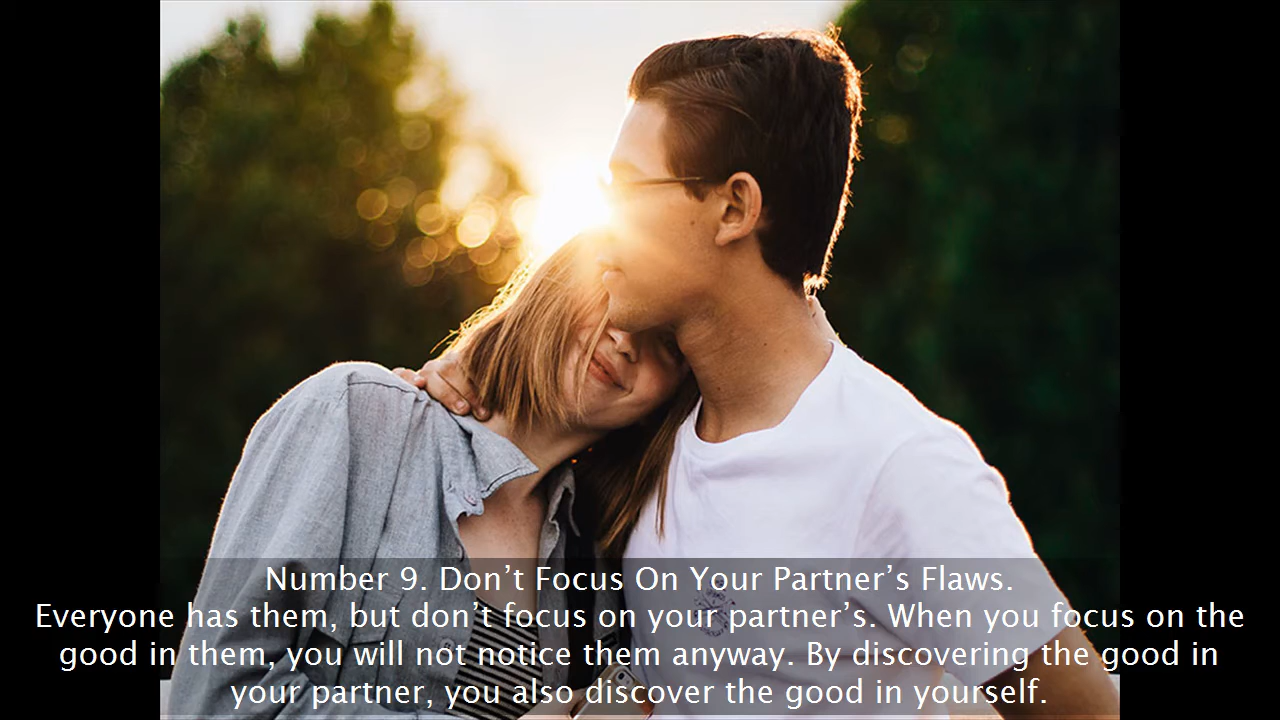 Number 9. Don’t Focus On Your Partner’s Flaws.
Everyone has them, but don’t focus on your partner’s. When you focus on the
good in them, you will not notice them anyway. By discovering the good in
your partner, you also discover the good in yourself.